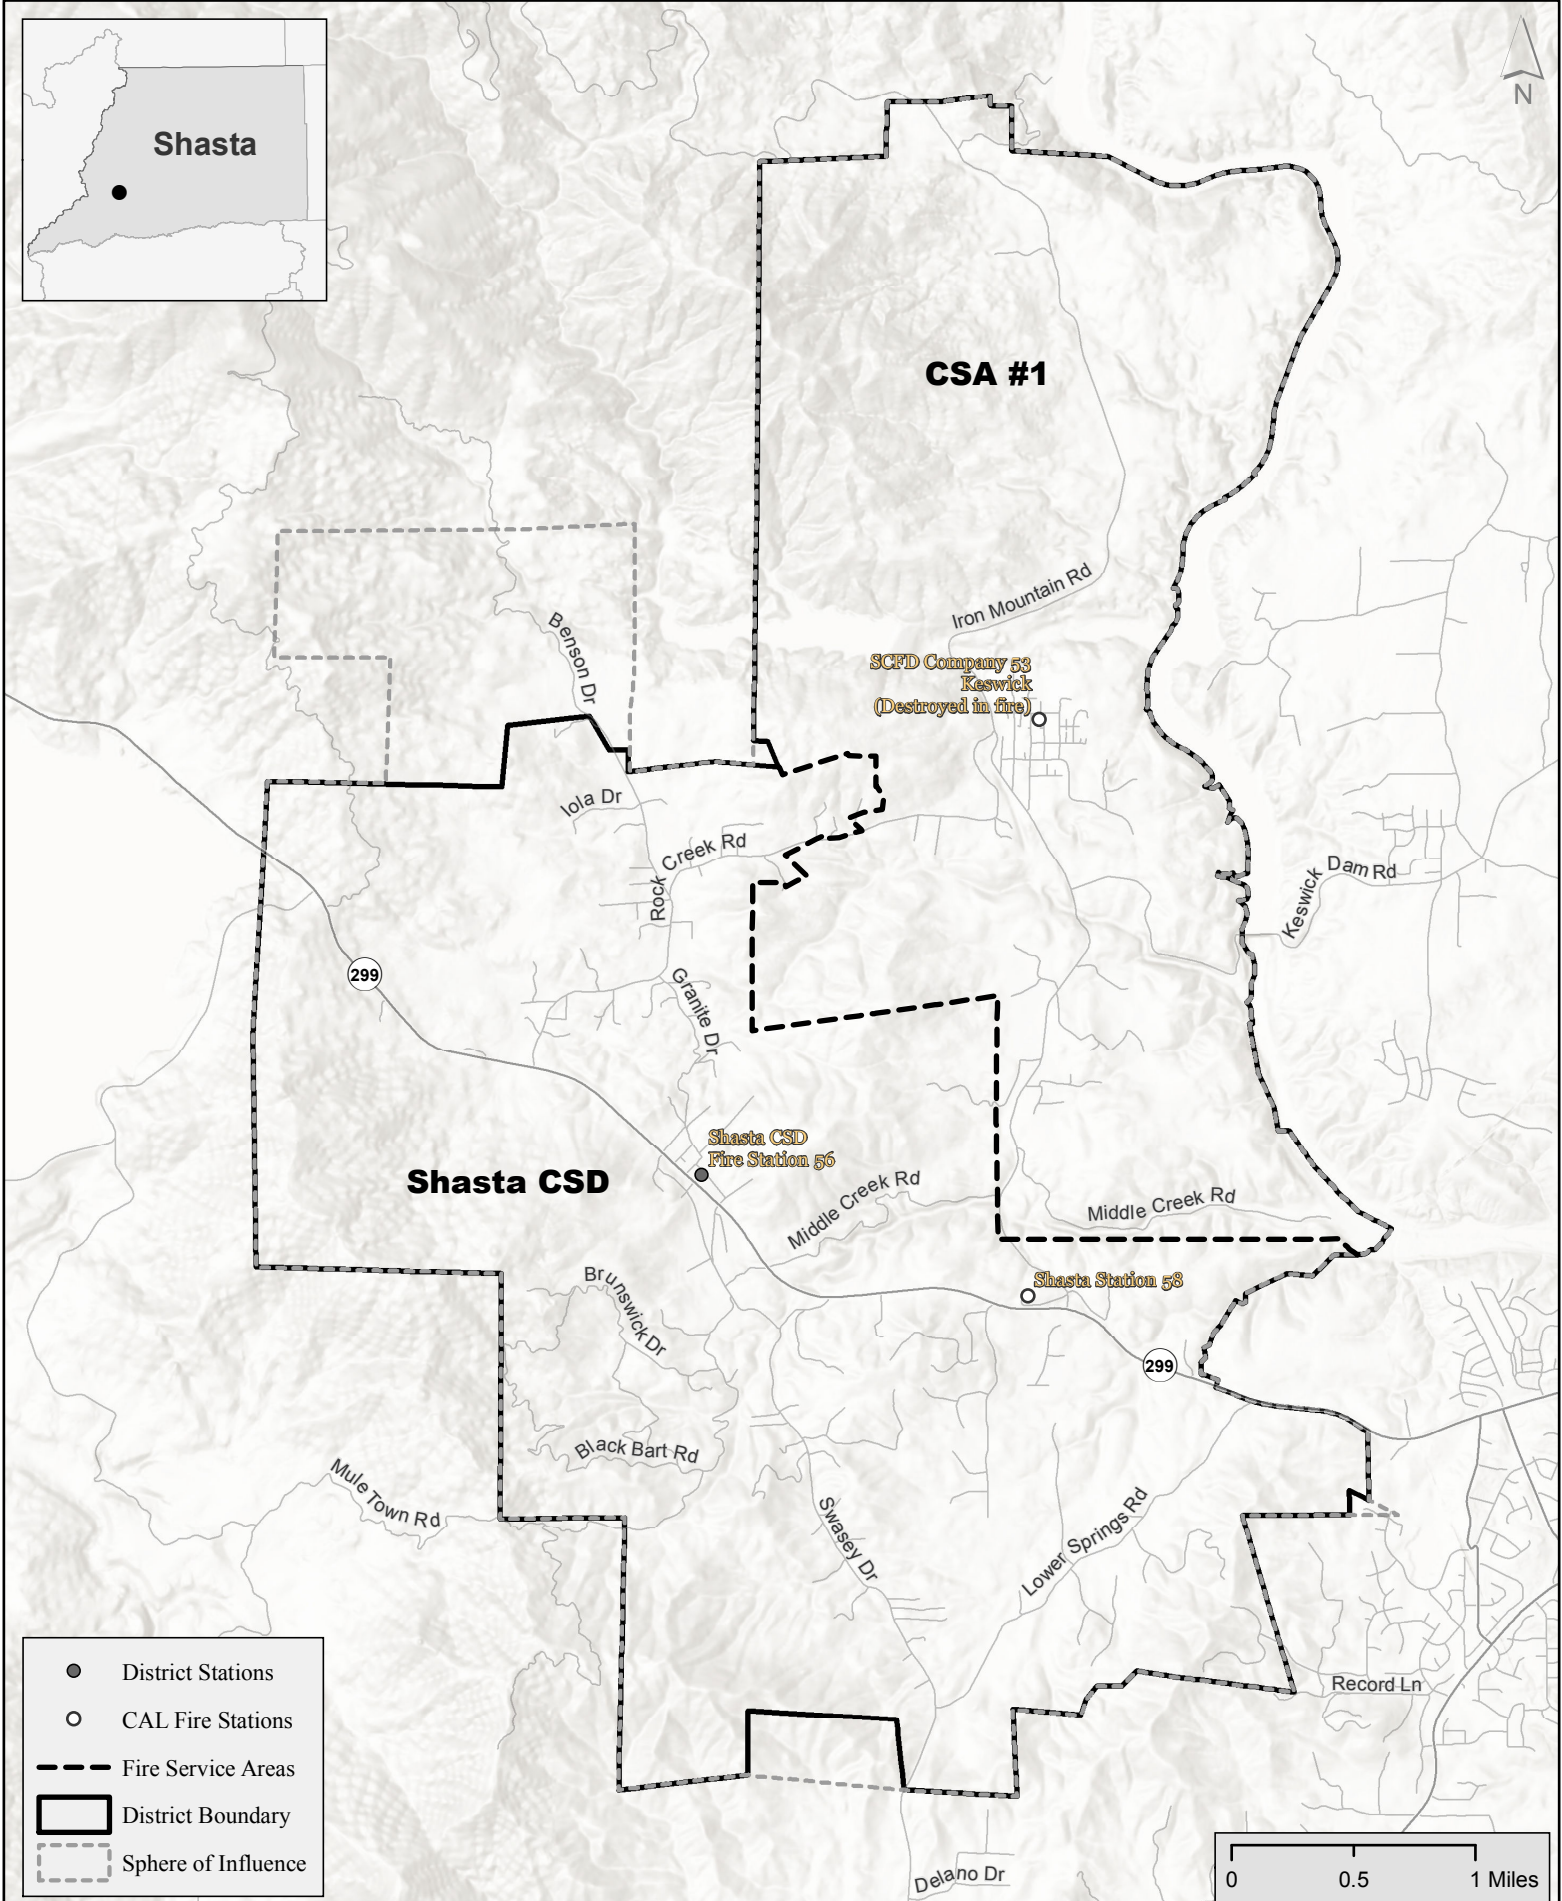 Shasta
N
CSA #1
Iron Mountain Rd
Benson Dr
SCFD Company 53
Keswick
(Destroyed in fire)
Iola Dr
Rock Creek Rd
Keswick Dam Rd
299
Granite Dr
Shasta CSD
Fire Station 56
Shasta CSD
Middle Creek Rd
Middle Creek Rd
Brunswick Dr
Shasta Station 58
299
Black Bart Rd
Mule Town Rd
Swasey Dr
Lower Springs Rd
Record Ln
District Stations
CAL Fire Stations
Fire Service Areas
District Boundary
Sphere of Influence
Delano Dr
0 0.5 1 Miles